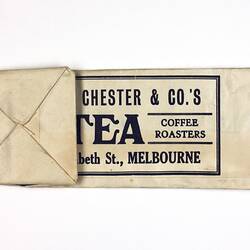 CHESTER & CO.'S
TEA
COFFEE
ROASTERS
beth St., MELBOURNE